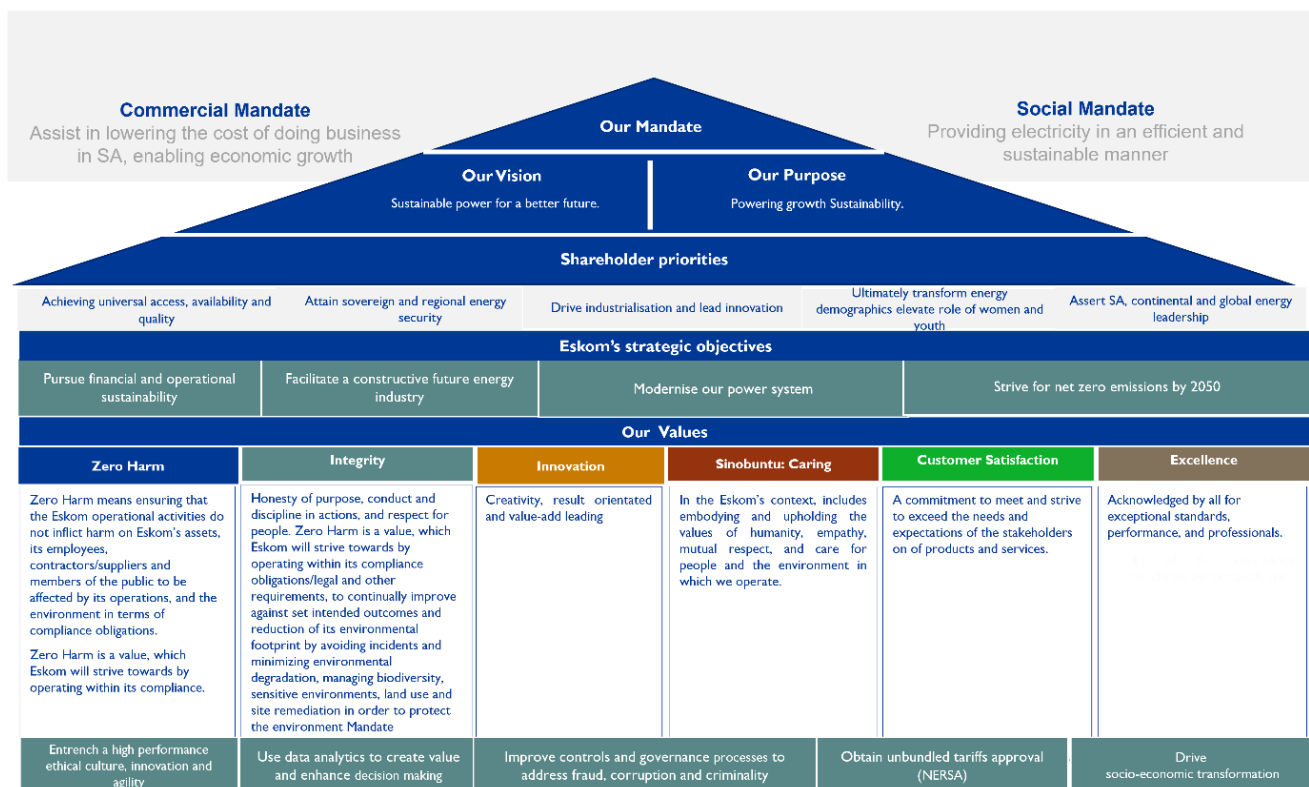 Commercial Mandate
Assist in lowering the cost of doing business
in SA, enabling economic growth
Social Mandate
Providing electricity in an efficient and
sustainable manner
Our Mandate
Our Vision
Sustainable power for a better future.
Our Purpose
Powering growth Sustainability.
Shareholder priorities
Achieving universal access, availability and
quality
Attain sovereign and regional energy
security
Drive industrialisation and lead innovation
Ultimately transform energy
demographics elevate role of women and
youth
Assert SA, continental and global energy
leadership
Eskom's strategic objectives
Pursue financial and operational
sustainability
Facilitate a constructive future energy
industry
Modernise our power system
Strive for net zero emissions by 2050
Our Values
Zero Harm
Zero Harm means ensuring that
the Eskom operational activities do
not inflict harm on Eskom's assets,
its employees,
contractors/suppliers and
members of the public to be
affected by its operations, and the
environment in terms of
compliance obligations.
Zero Harm is a value, which
Eskom will strive towards by
operating within its compliance.
Integrity
Honesty of purpose, conduct and
discipline in actions, and respect for
people. Zero Harm is a value, which
Eskom will strive towards by
operating within its compliance
obligations/legal and other
requirements, to continually improve
against set intended outcomes and
reduction of its environmental
footprint by avoiding incidents and
minimizing environmental
degradation, managing biodiversity,
sensitive environments, land use and
site remediation in order to protect
the environment Mandate
Innovation
Creativity, result orientated
and value-add leading
Sinobuntu: Caring
In the Eskom's context, includes
embodying and upholding the
values of humanity, empathy,
mutual respect, and care for
people and the environment in
which we operate.
Customer Satisfaction
A commitment to meet and strive
to exceed the needs and
expectations of the stakeholders
on of products and services.
Excellence
Acknowledged by all for
exceptional standards,
performance, and professionals.
Entrench a high performance
ethical culture, innovation and
agility
Use data analytics to create value
and enhance decision making
Improve controls and governance processes to
address fraud, corruption and criminality
Obtain unbundled tariffs approval
(NERSA)
Drive
socio-economic transformation